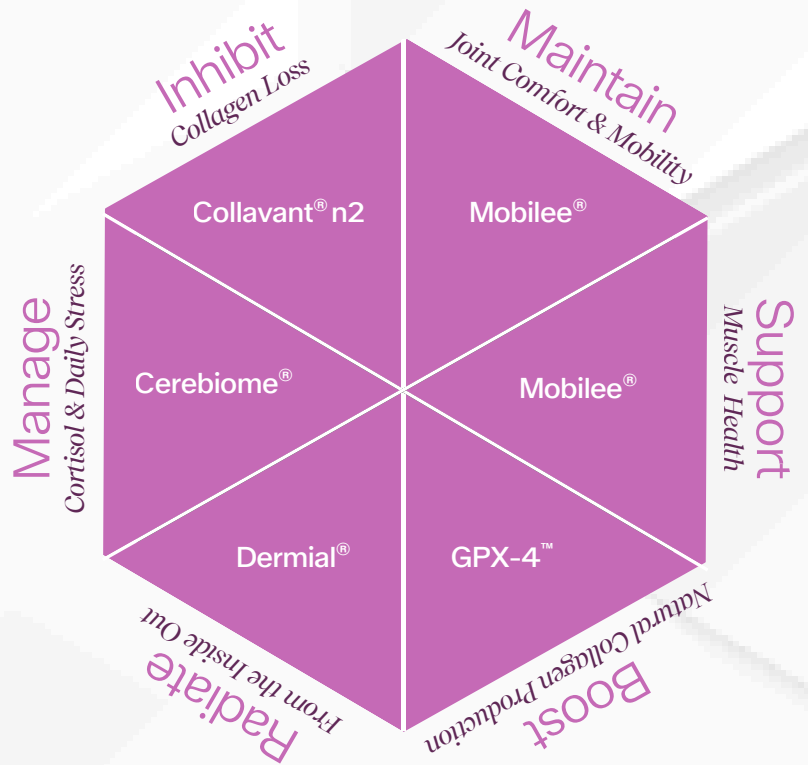 Inhibit
Collagen Loss
Collavant® n2
Maintain
Joint Comfort & Mobility
Mobilee®
Support
Muscle Health
Mobilee®
Boost
Natural Collagen Production
GPX-4™
Radiate
From the Inside Out
Dermial®
Manage
Cortisol & Daily Stress
Cerebiome®